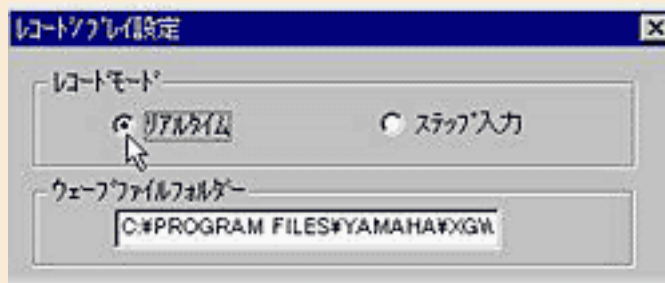 レコード/プレイ設定
レコードモード
リアルタイム ステップ入力
ウェーブファイルフォルダー
C:¥PROGRAM FILES¥YAMAHA¥XGW